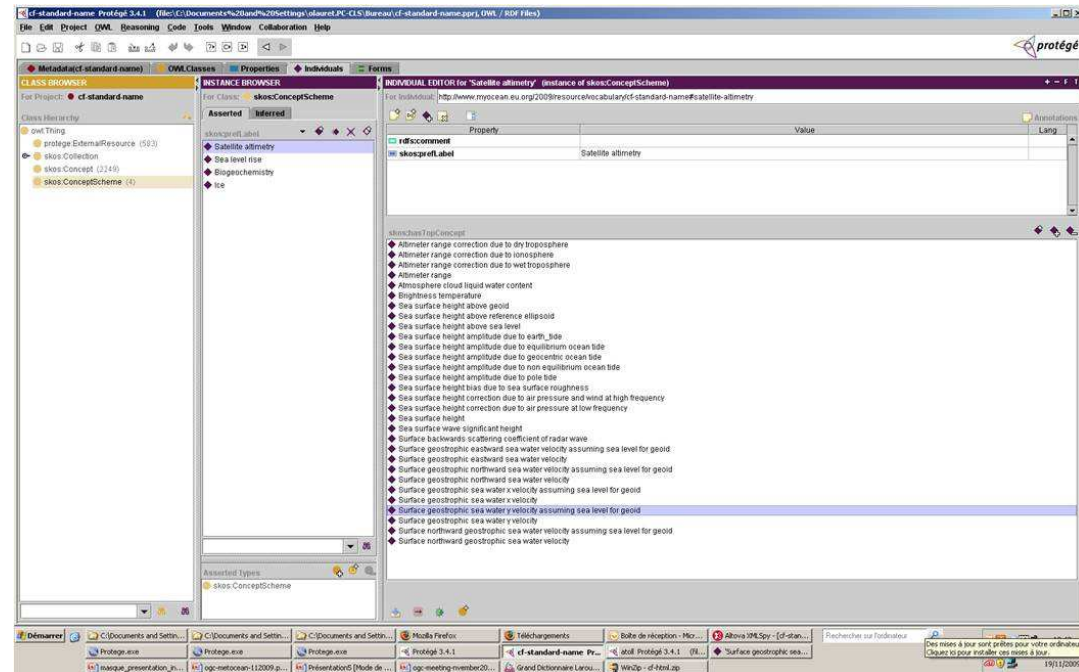 cf-standard-name Protégé 3.4.1 (file:\C:\Documents%20and%20Settings\olauret.PC-CLS\Bureau\cf-standard-name.pprj, OWL / RDF Files)
File Edit Project OWL Reasoning Code Tools Window Collaboration Help
protégé
Metadata(cf-standard-name) OWLClasses Properties Individuals Forms
CLASS BROWSER
For Project: cf-standard-name
Class Hierarchy
owl:Thing
protege:ExternalResource (583)
skos:Collection
skos:Concept (2249)
skos:ConceptScheme (4)
INSTANCE BROWSER
For Class: skos:ConceptScheme
Asserted Inferred
skos:prefLabel
Satellite altimetry
Sea level rise
Biogeochemistry
Ice
Asserted Types
skos:ConceptScheme
INDIVIDUAL EDITOR for 'Satellite altimetry' (instance of skos:ConceptScheme)
For Individual: http://www.myocean.eu.org/2009/resource/vocabulary/cf-standard-name#satellite-altimetry
Annotations
Property Value Lang
rdfs:comment
skos:prefLabel Satellite altimetry
skos:hasTopConcept
Altimeter range correction due to dry troposphere
Altimeter range correction due to ionosphere
Altimeter range correction due to wet troposphere
Altimeter range
Atmosphere cloud liquid water content
Brightness temperature
Sea surface height above geoid
Sea surface height above reference ellipsoid
Sea surface height above sea level
Sea surface height amplitude due to earth_tide
Sea surface height amplitude due to equilibrium ocean tide
Sea surface height amplitude due to geocentric ocean tide
Sea surface height amplitude due to non equilibrium ocean tide
Sea surface height amplitude due to pole tide
Sea surface height bias due to sea surface roughness
Sea surface height correction due to air pressure and wind at high frequency
Sea surface height correction due to air pressure at low frequency
Sea surface height
Sea surface wave significant height
Surface backwards scattering coefficient of radar wave
Surface geostrophic eastward sea water velocity assuming sea level for geoid
Surface geostrophic eastward sea water velocity
Surface geostrophic northward sea water velocity assuming sea level for geoid
Surface geostrophic northward sea water velocity
Surface geostrophic sea water x velocity assuming sea level for geoid
Surface geostrophic sea water x velocity
Surface geostrophic sea water y velocity assuming sea level for geoid
Surface geostrophic sea water y velocity
Surface northward geostrophic sea water velocity assuming sea level for geoid
Surface northward geostrophic sea water velocity
Démarrer C:\Documents and Settin... C:\Documents and Settin... C:\Documents and Settin... Mozilla Firefox Téléchargements Boîte de réception - Micr... Altova XMLSpy - [cf-stan... Rechercher sur l'ordinateur
Protege.exe Protege.exe Protege.exe Protégé 3.4.1 cf-standard-name Pr... atoll Protégé 3.4.1 (fil... 'Surface geostrophic sea...
Des mises à jour sont prêtes pour votre ordinateur.
Cliquez ici pour installer ces mises à jour.
masque_presentation_in... ogc-metocean-112009.p... Présentation5 [Mode de ... ogc-meeting-nvember20... Grand Dictionnaire Larou... WinZip - cf-html.zip